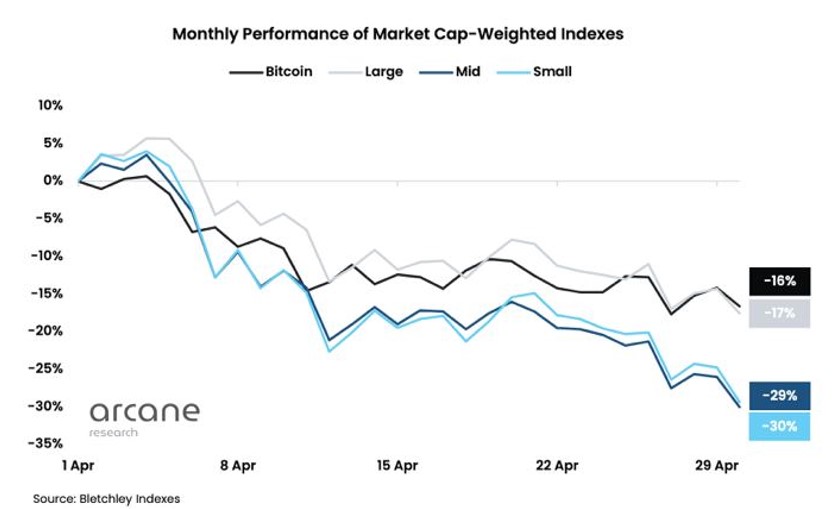 Monthly Performance of Market Cap-Weighted Indexes
Bitcoin Large Mid Small
10%
5%
0%
-5%
-10%
-15%
-20%
-25%
-30%
-35%
-16%
-17%
-29%
-30%
arcane
research
1 Apr 8 Apr 15 Apr 22 Apr 29 Apr
Source: Bletchley Indexes